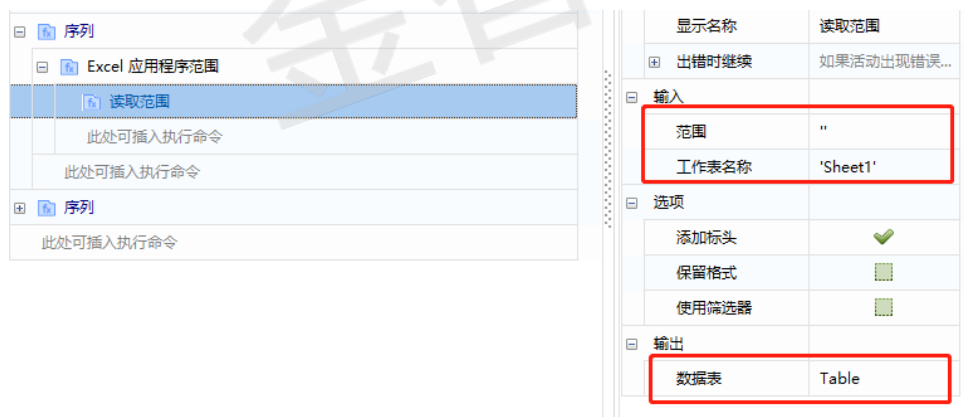 序列
Excel 应用程序范围
读取范围
此处可插入执行命令
此处可插入执行命令
序列
此处可插入执行命令
显示名称 读取范围
出错时继续 如果活动出现错误...
输入
范围 ''
工作表名称 'Sheet1'
选项
添加标头
保留格式
使用筛选器
输出
数据表 Table